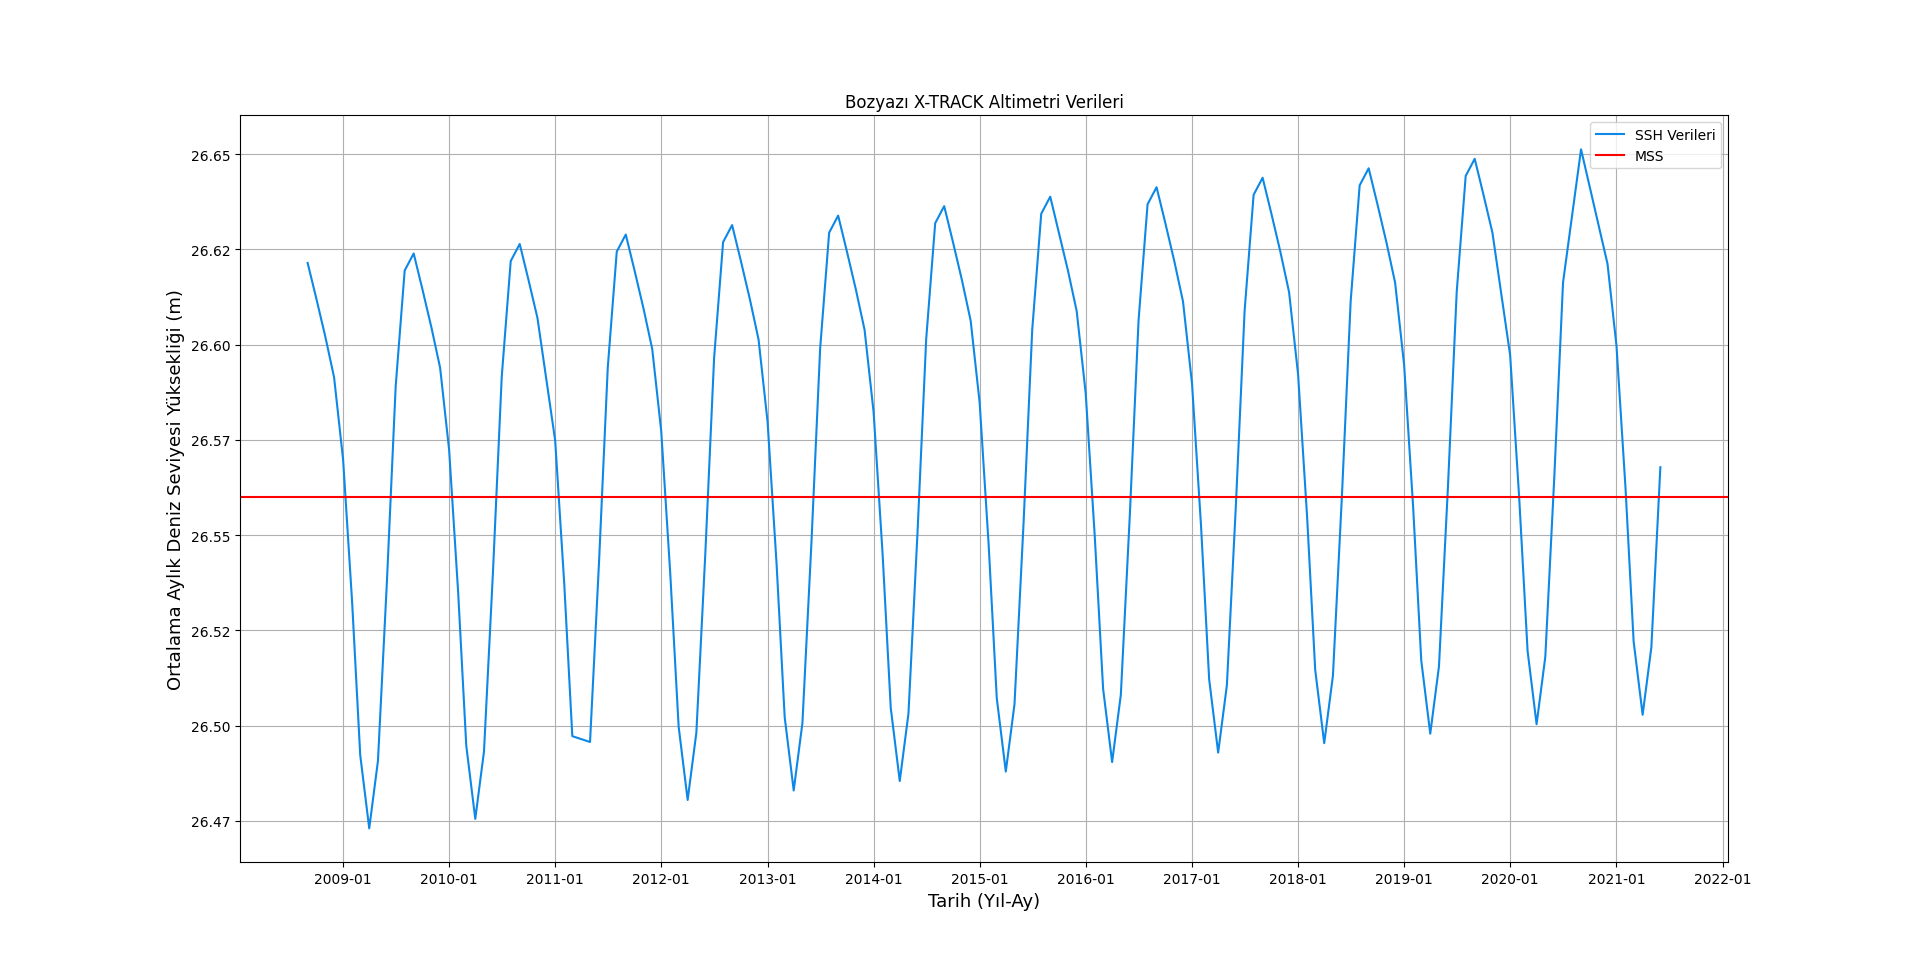 Bozyazı X-TRACK Altimetri Verileri
SSH Verileri
MSS
Ortalama Aylık Deniz Seviyesi Yüksekliği (m)
26.65
26.62
26.60
26.57
26.55
26.52
26.50
26.47
2009-01 2010-01 2011-01 2012-01 2013-01 2014-01 2015-01 2016-01 2017-01 2018-01 2019-01 2020-01 2021-01 2022-01
Tarih (Yıl-Ay)